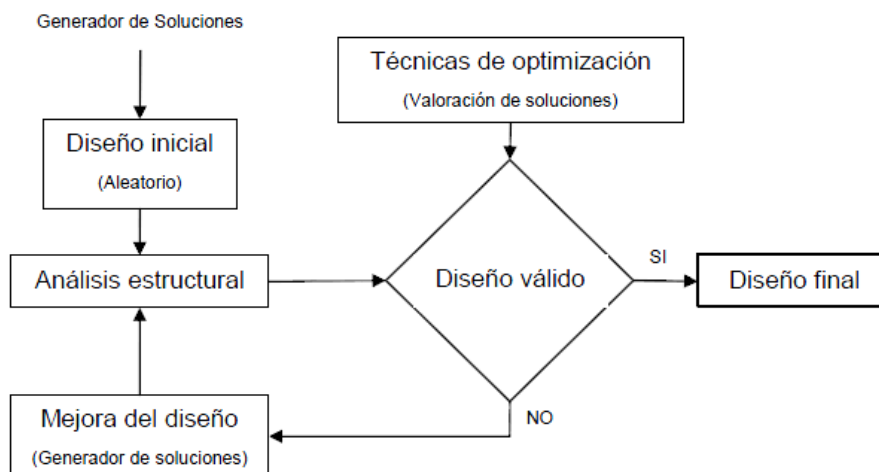 Generador de Soluciones
Técnicas de optimización
(Valoración de soluciones)
Diseño inicial
(Aleatorio)
Análisis estructural
Diseño válido
SI
Diseño final
Mejora del diseño
(Generador de soluciones)
NO